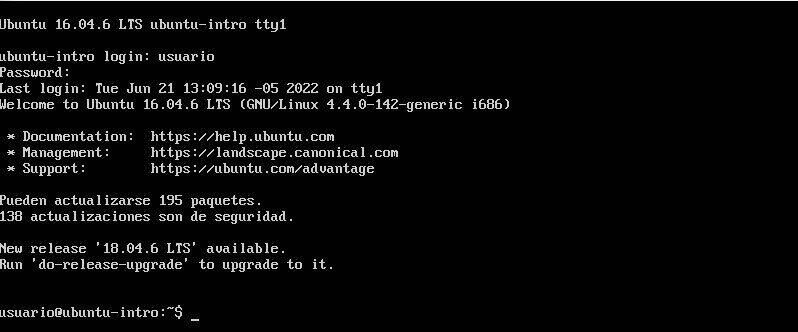 Ubuntu 16.04.6 LTS ubuntu-intro tty1
ubuntu-intro login: usuario
Password:
Last login: Tue Jun 21 13:09:16 -05 2022 on tty1
Welcome to Ubuntu 16.04.6 LTS (GNU/Linux 4.4.0-142-generic i686)
* Documentation:  https://help.ubuntu.com
* Management:     https://landscape.canonical.com
* Support:        https://ubuntu.com/advantage
Pueden actualizarse 195 paquetes.
138 actualizaciones son de seguridad.
New release '18.04.6 LTS' available.
Run 'do-release-upgrade' to upgrade to it.
usuario@ubuntu-intro:~$ _